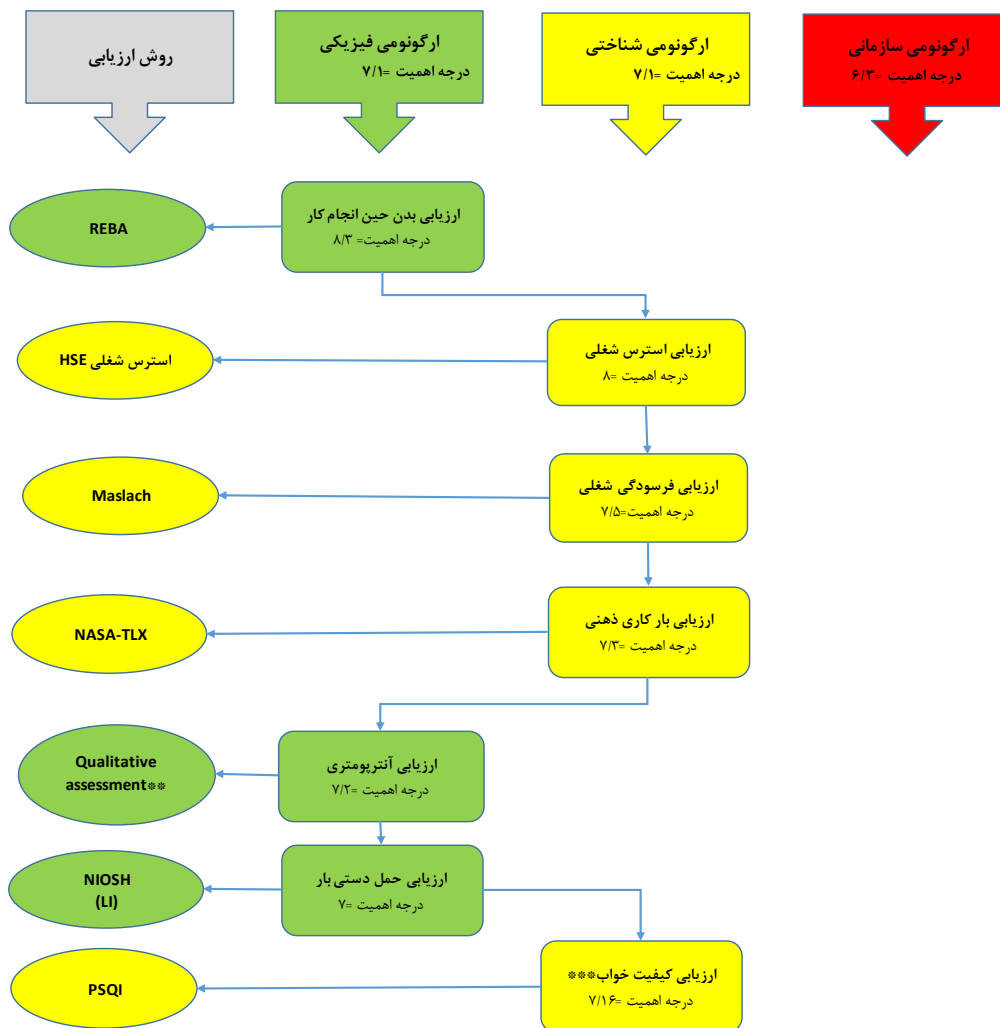 ارگونومی سازمانی
درجه اهمیت =۶/۳
ارگونومی شناختی
درجه اهمیت =۷/۱
ارگونومی فیزیکی
درجه اهمیت =۷/۱
روش ارزیابی
ارزیابی بدن حین انجام کار
درجه اهمیت =۸/۳
REBA
ارزیابی استرس شغلی
درجه اهمیت =۸
استرس شغلی HSE
ارزیابی فرسودگی شغلی
درجه اهمیت=۷/۵
Maslach
ارزیابی بار کاری ذهنی
درجه اهمیت =۷/۳
NASA-TLX
ارزیابی آنترپومتری
درجه اهمیت =۷/۲
Qualitative
assessment**
ارزیابی حمل دستی بار
درجه اهمیت =۷
NIOSH
(LI)
ارزیابی کیفیت خواب***
درجه اهمیت =۷/۱۶
PSQI